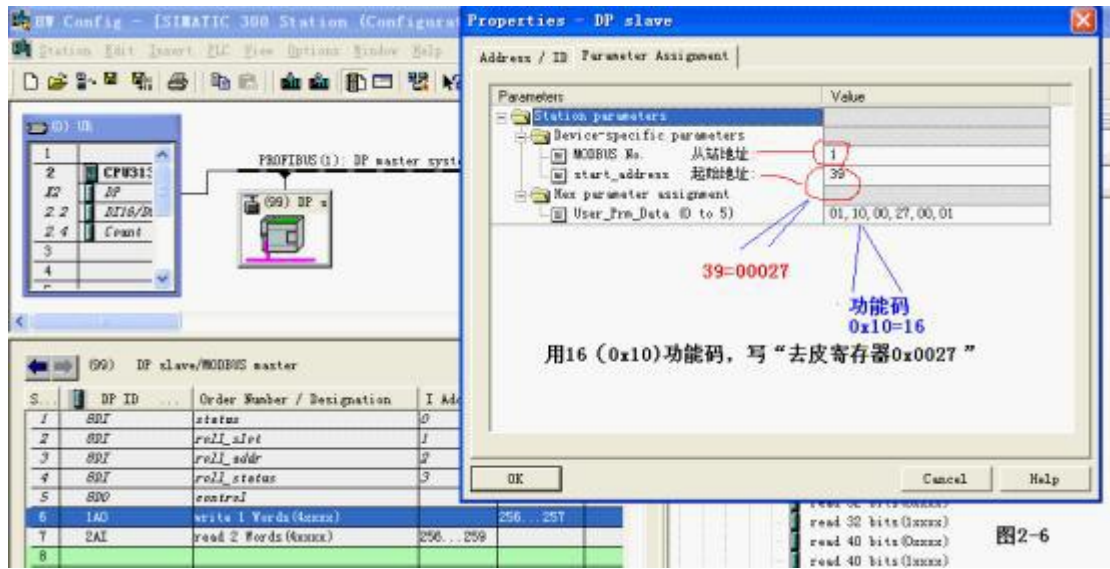 HW Config - [SIMATIC 300 Station (Configurat
Station Edit Insert PLC View Options Window Help
Properties - DP slave
Address / ID Parameter Assignment
Parameters Value
Station parameters
Device-specific parameters
MODBUS No. 从站地址 1
start_address 起始地址 39
Hex parameter assignment
User_Prm_Data (0 to 5) 01,10,00,27,00,01
39=00027
功能码
0x10=16
用16（0x10)功能码，写“去皮寄存器0x0027 ”
OK Cancel Help
(0) UR
1
2 CPU313
X2 DP
2 2 DI16/DO
2 4 Count
3
4
PROFIBUS(1): DP master syst
(99) DP s
(99) DP slave/MODBUS master
S... DP ID ... Order Number / Designation I Add
1 8DI status 0
2 8DI roll_slot 1
3 8DI roll_addr 2
4 8DI roll_status 3
5 8DO control
6 1AO write 1 Words(4xxxx) 256...257
7 2AI read 2 Words(4xxxx) 256...259
8
read 32 bits(1xxxx)
read 40 bits(0xxxx)
read 40 bits(1xxxx)
图2-6